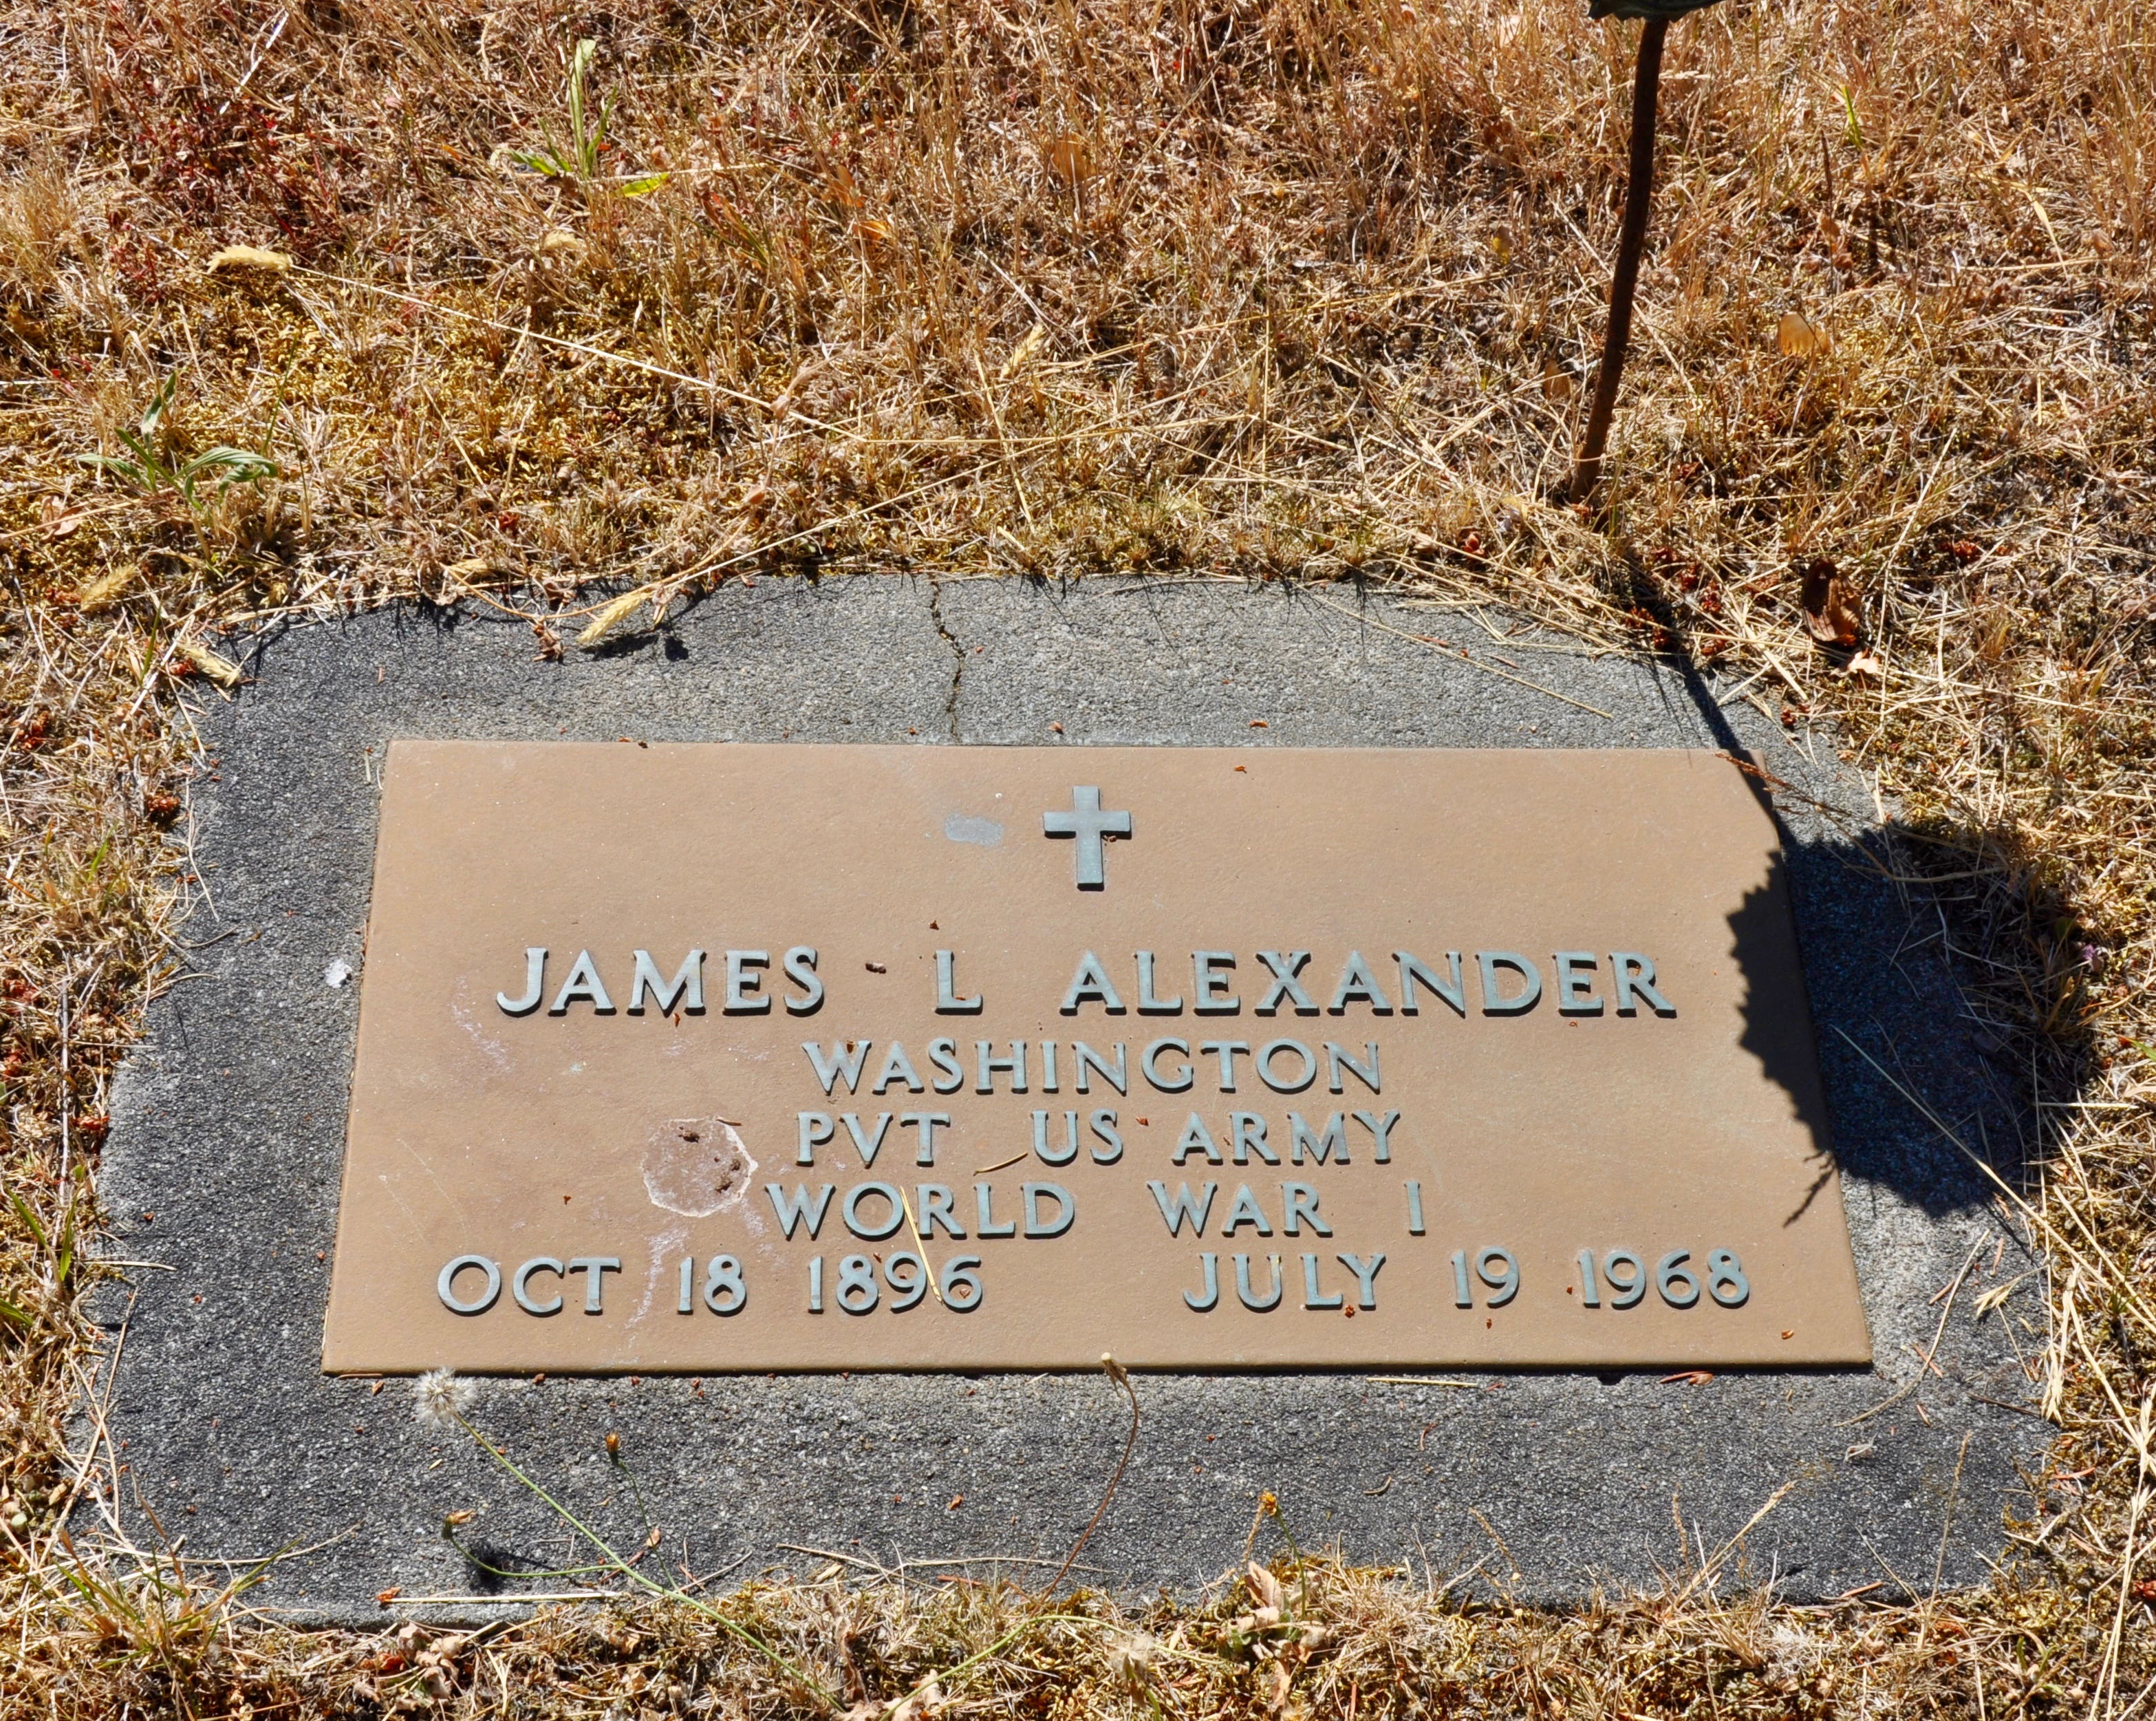 JAMES L ALEXANDER
WASHINGTON
PVT US ARMY
WORLD WAR I
OCT 18 1896 JULY 19 1968